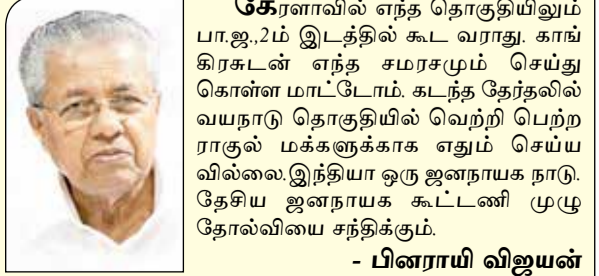 கேரளாவில் எந்த தொகுதியிலும்
பா.ஜ.,2ம் இடத்தில் கூட வராது. காங்
கிரசுடன் எந்த சமரசமும் செய்து
கொள்ள மாட்டோம். கடந்த தேர்தலில்
வயநாடு தொகுதியில் வெற்றி பெற்ற
ராகுல் மக்களுக்காக எதும் செய்ய
வில்லை.இந்தியா ஒரு ஜனநாயக நாடு.
தேசிய ஜனநாயக கூட்டணி முழு
தோல்வியை சந்திக்கும்.
- பினராயி விஜயன்